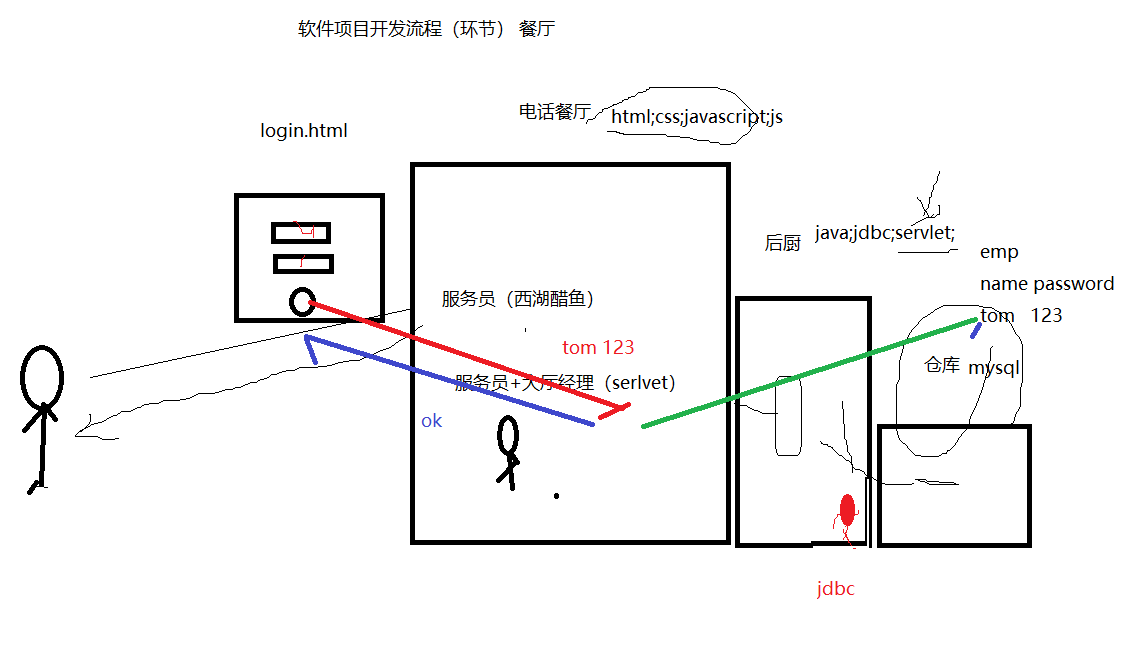 软件项目开发流程（环节） 餐厅
电话餐厅
html;css;javascript;js
login.html
后厨
java;jdbc;servlet;
emp
name password
tom 123
仓库 mysql
服务员（西湖醋鱼）
tom 123
服务员+大厅经理（serlvet）
ok
jdbc